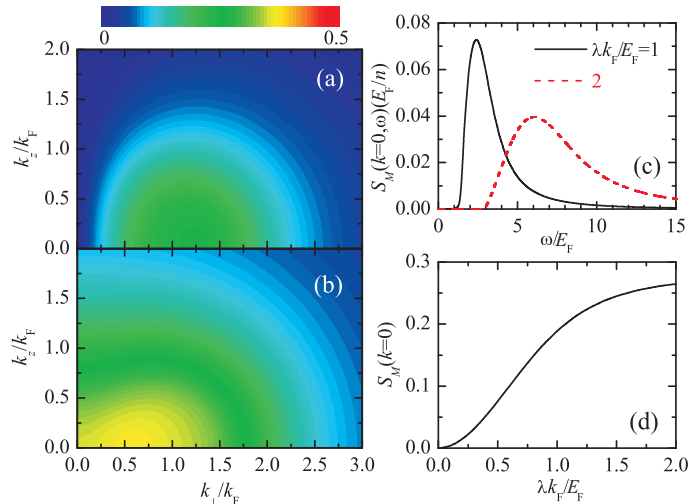 0 0.5
(a)
2.0
1.5
1.0
0.5
0.0
k_z/k_F
(b)
1.5
1.0
0.5
0.0
k_z/k_F
0.5 1.0 1.5 2.0 2.5 3.0
k_⊥/k_F
0.08
0.06
0.04
0.02
0.00
S_M(k=0,ω)(E_F/n)
λk_F/E_F=1
2
(c)
0 5 10 15
ω/E_F
0.3
0.2
0.1
0.0
S_M(k=0)
(d)
0.0 0.5 1.0 1.5 2.0
λk_F/E_F